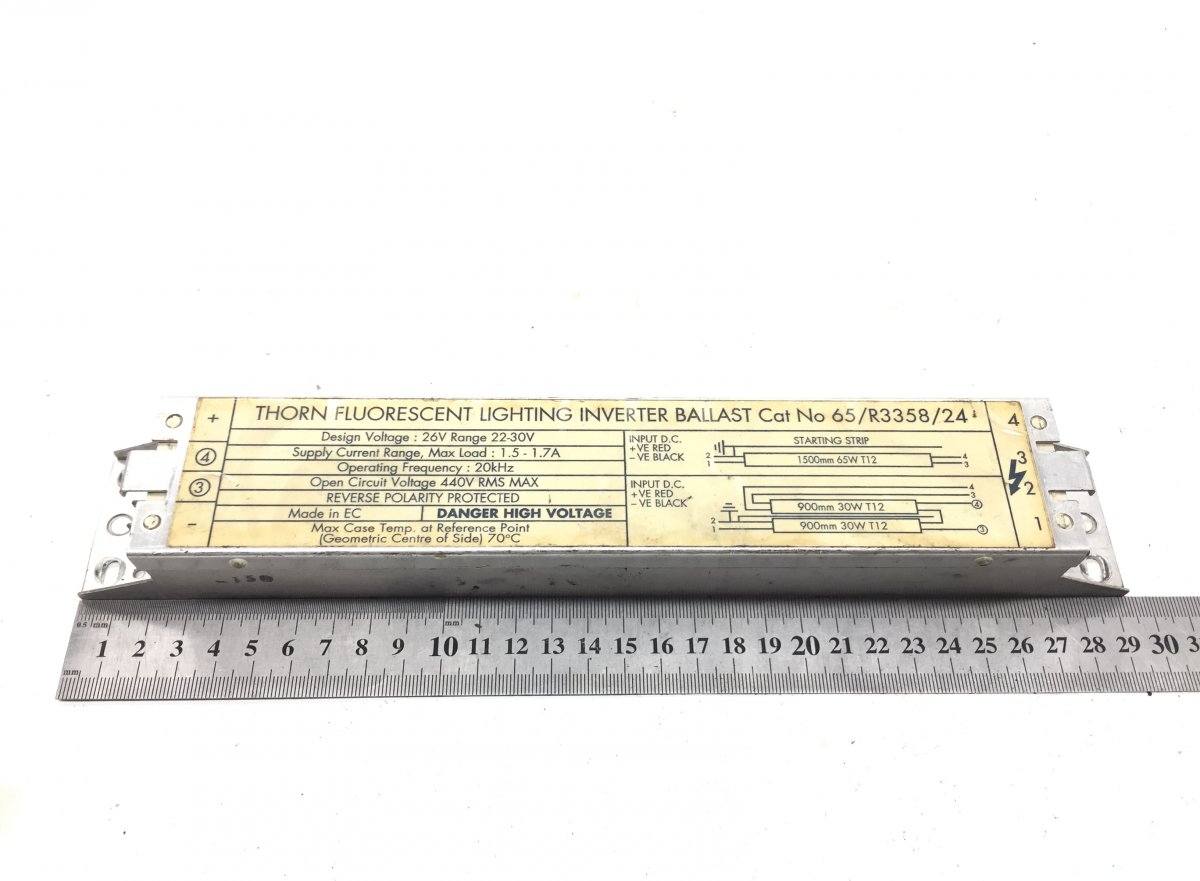 THORN FLUORESCENT LIGHTING INVERTER BALLAST Cat No 65/R3358/24
+
④
③
-
Design Voltage : 26V Range 22-30V
Supply Current Range, Max Load : 1.5 - 1.7A
Operating Frequency : 20kHz
Open Circuit Voltage 440V RMS MAX
REVERSE POLARITY PROTECTED
Made in EC DANGER HIGH VOLTAGE
Max Case Temp. at Reference Point
(Geometric Centre of Side) 70°C
INPUT D.C.
+VE RED
-VE BLACK
STARTING STRIP
2
1
1500mm 65W T12
4
3
INPUT D.C.
+VE RED
-VE BLACK
4
3
900mm 30W T12
④
2
1
900mm 30W T12
③
4
3
2
1
-150
0.5 mm
mm
1 2 3 4 5 6 7 8 9 10 11 12 13 14 15 16 17 18 19 20 21 22 23 24 25 26 27 28 29 30
mm